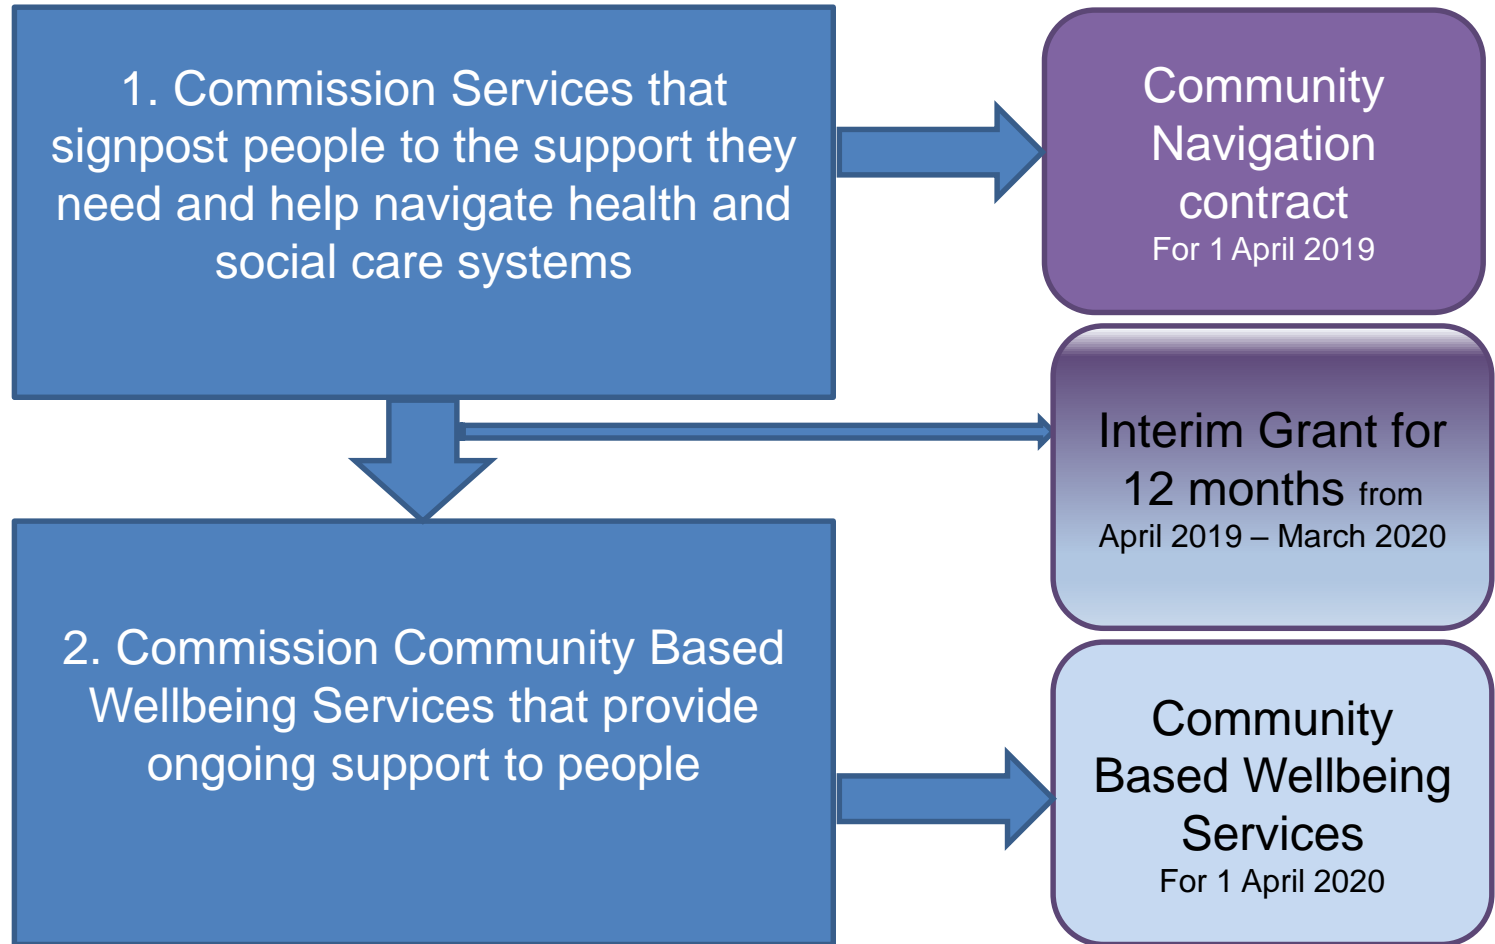 1. Commission Services that
signpost people to the support they
need and help navigate health and
social care systems
Community
Navigation
contract
For 1 April 2019
Interim Grant for
12 months from
April 2019 – March 2020
2. Commission Community Based
Wellbeing Services that provide
ongoing support to people
Community
Based Wellbeing
Services
For 1 April 2020